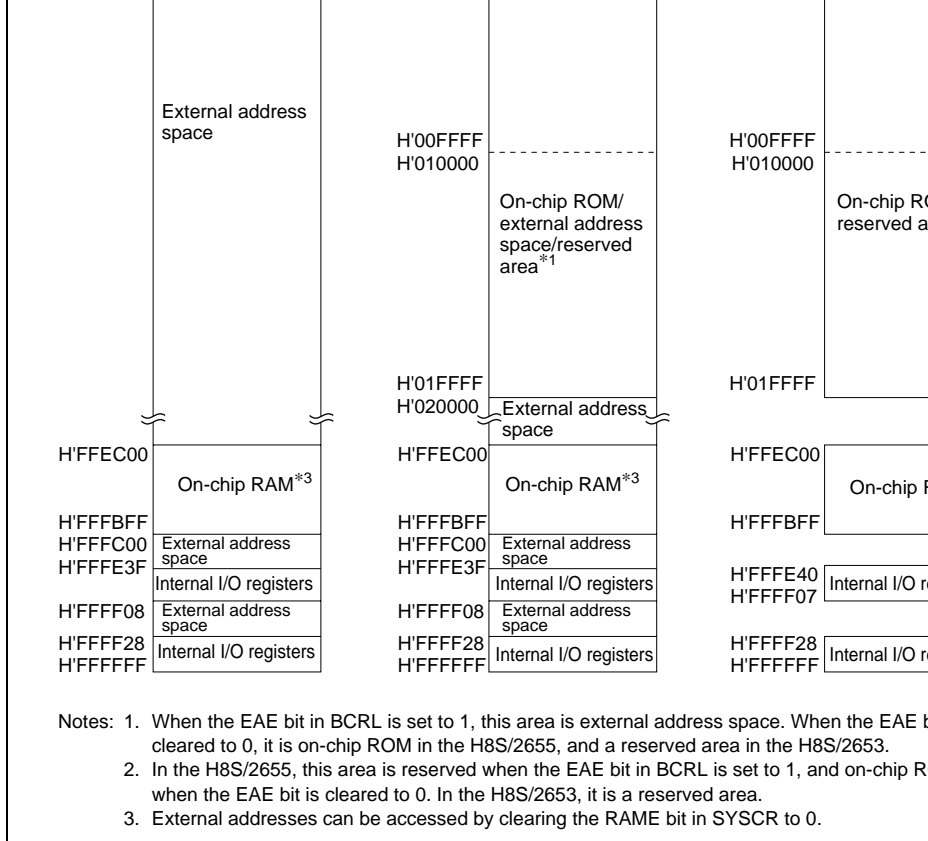 External address
space
H'00FFFF
H'010000
On-chip ROM/
external address
space/reserved
area*1
H'01FFFF
H'020000
External address
space
H'00FFFF
H'010000
On-chip
reserved
H'01FFFF
H'FFEC00
On-chip RAM*3
H'FFFBFF
H'FFFC00
External address
space
H'FFFE3F
Internal I/O registers
H'FFFF08
External address
space
H'FFFF28
Internal I/O registers
H'FFFFFF
H'FFEC00
On-chip RAM*3
H'FFFBFF
H'FFFC00
External address
space
H'FFFE3F
Internal I/O registers
H'FFFF08
External address
space
H'FFFF28
Internal I/O registers
H'FFFFFF
H'FFEC00
On-chip
H'FFFBFF
H'FFFE40
Internal I/O
H'FFFF07
H'FFFF28
Internal I/O
H'FFFFFF
Notes: 1. When the EAE bit in BCRL is set to 1, this area is external address space. When the EAE
cleared to 0, it is on-chip ROM in the H8S/2655, and a reserved area in the H8S/2653.
2. In the H8S/2655, this area is reserved when the EAE bit in BCRL is set to 1, and on-chip
when the EAE bit is cleared to 0. In the H8S/2653, it is a reserved area.
3. External addresses can be accessed by clearing the RAME bit in SYSCR to 0.